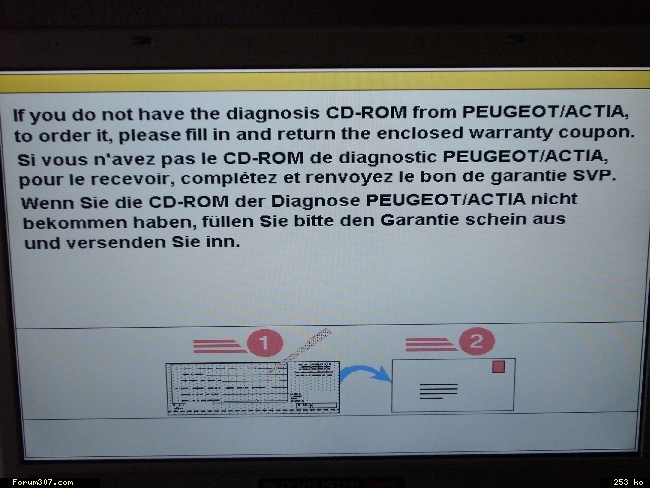 If you do not have the diagnosis CD-ROM from PEUGEOT/ACTIA,
to order it, please fill in and return the enclosed warranty coupon.
Si vous n'avez pas le CD-ROM de diagnostic PEUGEOT/ACTIA,
pour le recevoir, complétez et renvoyez le bon de garantie SVP.
Wenn Sie die CD-ROM der Diagnose PEUGEOT/ACTIA nicht
bekommen haben, füllen Sie bitte den Garantie schein aus
und versenden Sie inn.
1
2
Forum307.com
253 ko